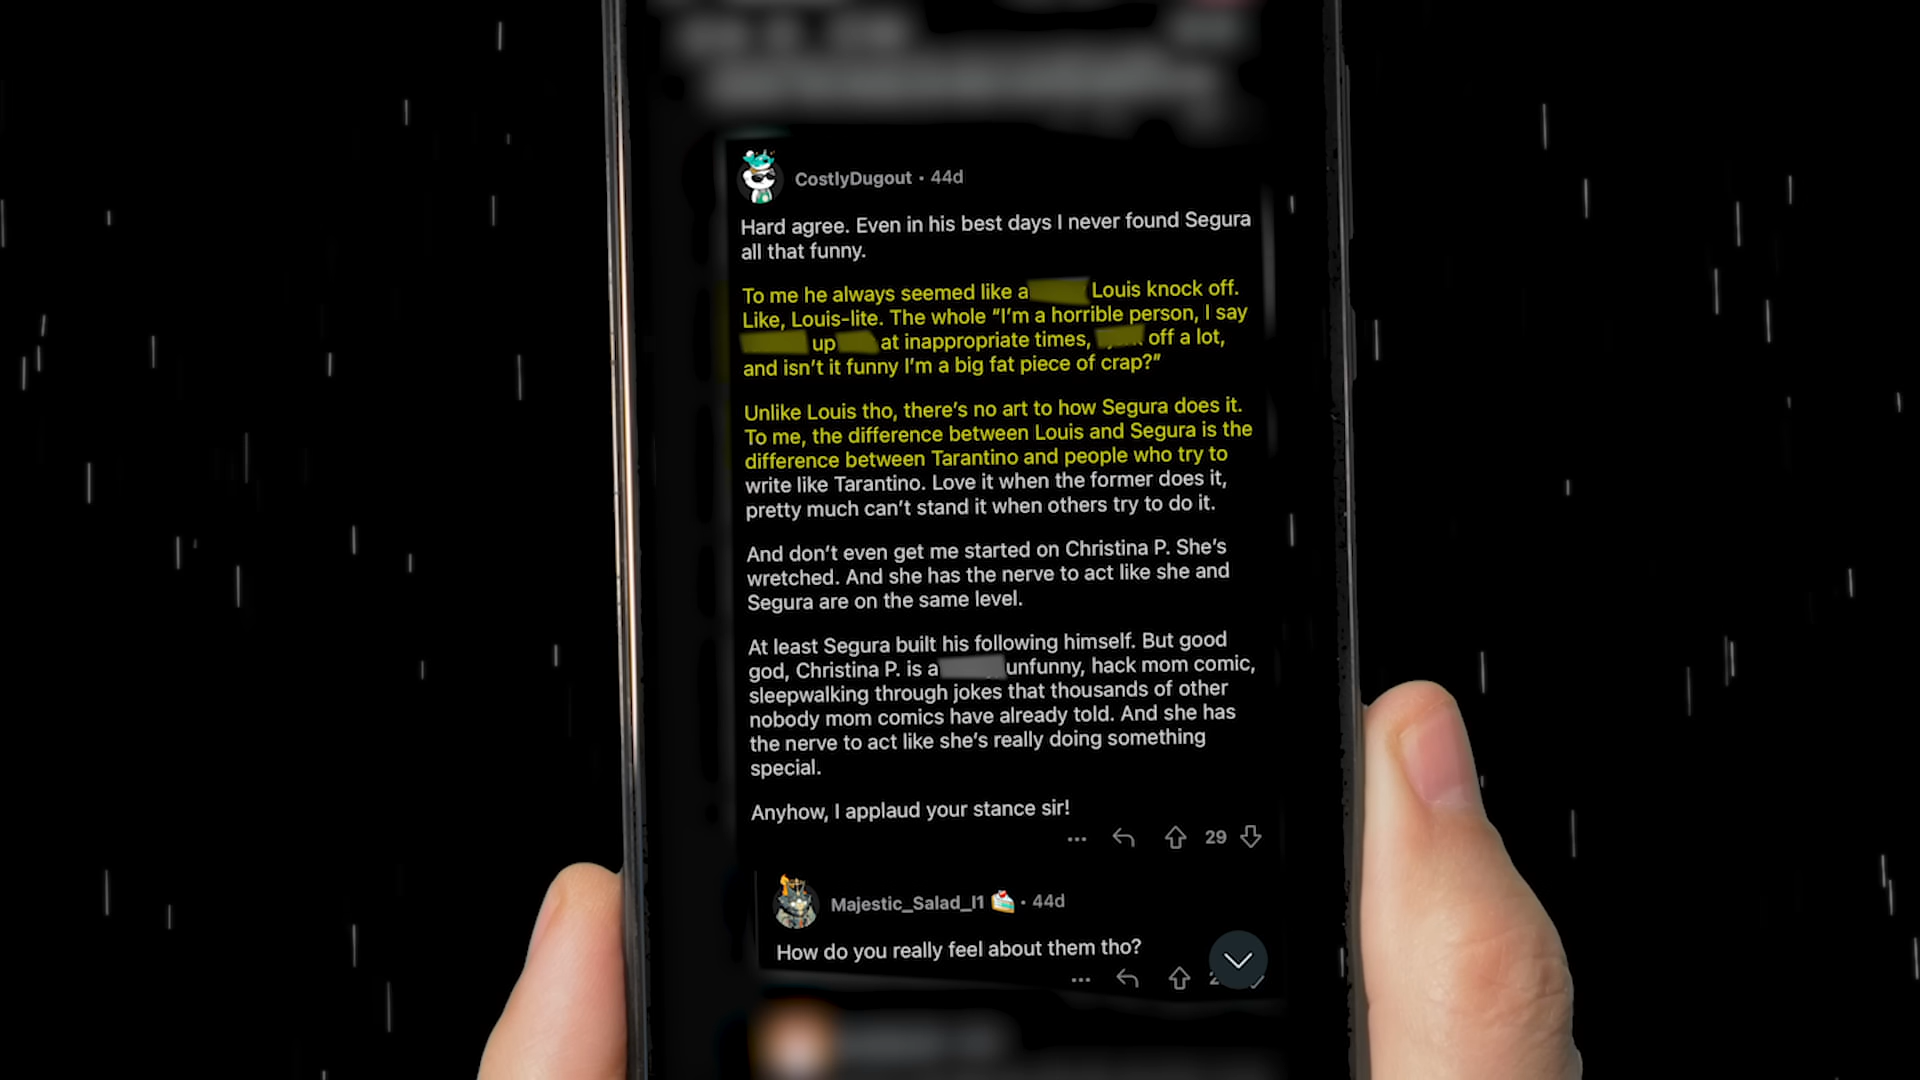 CostlyDugout • 44d
Hard agree. Even in his best days I never found Segura
all that funny.
To me he always seemed like a Louis knock off.
Like, Louis-lite. The whole “I’m a horrible person, I say
up at inappropriate times, off a lot,
and isn’t it funny I’m a big fat piece of crap?”
Unlike Louis tho, there’s no art to how Segura does it.
To me, the difference between Louis and Segura is the
difference between Tarantino and people who try to
write like Tarantino. Love it when the former does it,
pretty much can’t stand it when others try to do it.
And don’t even get me started on Christina P. She’s
wretched. And she has the nerve to act like she and
Segura are on the same level.
At least Segura built his following himself. But good
god, Christina P. is a unfunny, hack mom comic,
sleepwalking through jokes that thousands of other
nobody mom comics have already told. And she has
the nerve to act like she’s really doing something
special.
Anyhow, I applaud your stance sir!
29
Majestic_Salad_I1 🍰 • 44d
How do you really feel about them tho?